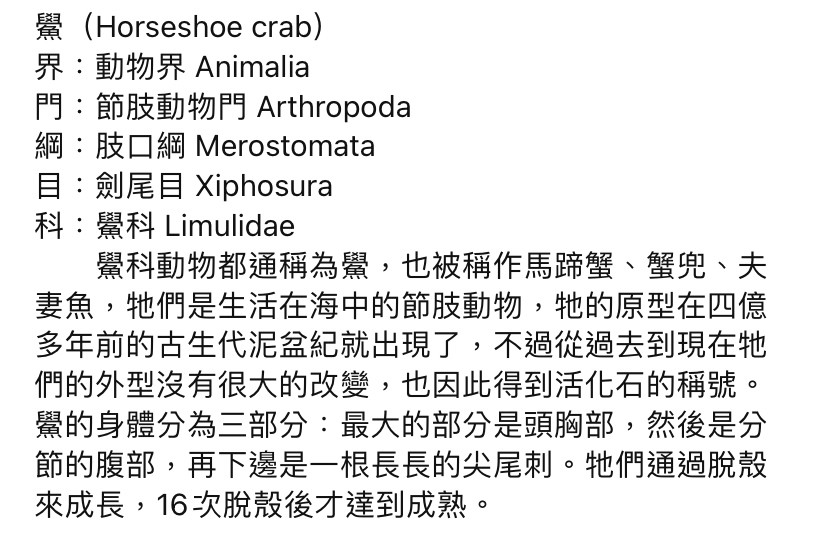 鱟（Horseshoe crab）
界：動物界 Animalia
門：節肢動物門 Arthropoda
綱：肢口綱 Merostomata
目：劍尾目 Xiphosura
科：鱟科 Limulidae
　　鱟科動物都通稱為鱟，也被稱作馬蹄蟹、蟹兜、夫
妻魚，牠們是生活在海中的節肢動物，牠的原型在四億
多年前的古生代泥盆紀就出現了，不過從過去到現在牠
們的外型沒有很大的改變，也因此得到活化石的稱號。
鱟的身體分為三部分：最大的部分是頭胸部，然後是分
節的腹部，再下邊是一根長長的尖尾刺。牠們通過脫殼
來成長，16次脫殼後才達到成熟。